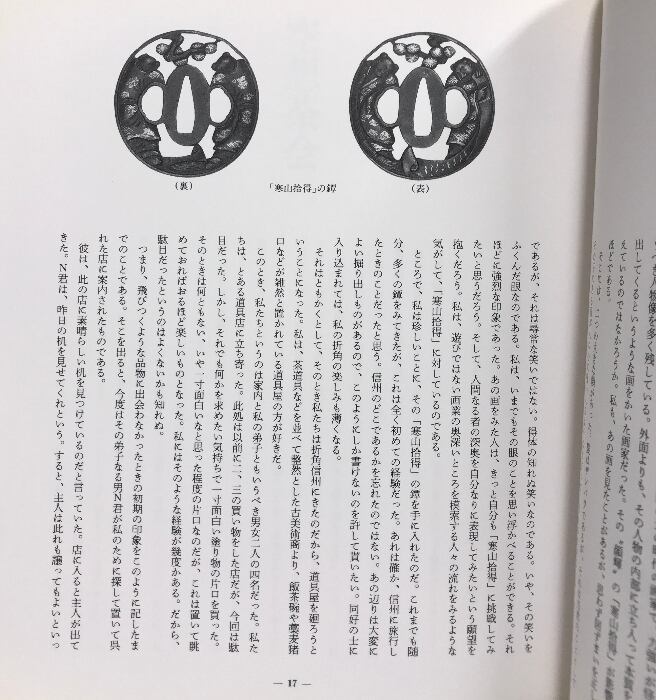 (裏)
「寒山拾得」の鐔
(表)
であるが、それは尋常な笑いではない。得体の知れぬ笑いなのである。いや、その笑いを
ふくんだ眼なのである。私は、いまでもその眼のことを思い浮かべることができる。それ
ほどに強烈な印象であった。あの画をみた人は、きっと自分も「寒山拾得」に挑戦してみ
たいと思うだろう。そして、人間なる者の深奥を自分なりに表現してみたいという願望を
抱くだろう。私は、遊びではない画業の奥深いところを模索する人々の流れをみるような
気がして、「寒山拾得」に対しているのである。
ところで、私は珍しいことに、その「寒山拾得」の鐔を手に入れたのだ。これまでも随
分、多くの鐔をみてきたが、これは全く初めての経験だった。あれは確か、信州に旅行し
たときのことだったと思う。信州のどこであるかを忘れたのではない。あの辺りは大変に
よい掘り出しものがあるので、このようにしか書けないのを許して貰いたい。同好の士に
入り込まれては、私の折角の楽しみも薄くなる。
それはともかくとして、そのとき私たちは折角信州にきたのだから、道具屋を廻ろうと
いうことになった。私は、茶道具などを並べて整然とした古美術商より、飯茶碗や蕎麦猪
口などが雑然と置かれている道具屋の方が好きだ。
このとき、私たちというのは家内と私の弟子ともいうべき男女二人の四名だった。私た
ちは、とある道具店に立ち寄った。此処は以前に二、三の買い物をした店だが、今回は駄
目だった。しかし、それでも何かを求めたい気持ちで一寸面白い塗り物の片口を買った。
そのときは何ともない、いや一寸面白いなと思った程度の片口なのだが、これは置いて眺
めておればおるほど楽しいものとなった。私にはそのような経験が幾度かある。だから、
駄目だったというのはよくないかも知れぬ。
つまり、飛びつくような品物に出会わなかったときの初期の印象をこのように記したま
でのことである。そこを出ると、今度はその弟子なる男N君が私のために探して置いて呉
れた店に案内されたものである。
彼は、此の店に素晴らしい机を見つけているのだと言っていた。店に入ると主人が出て
きた。N君は、昨日の机を見せてくれという。すると、主人は此れも譲ってもよいといっ
— 17 —